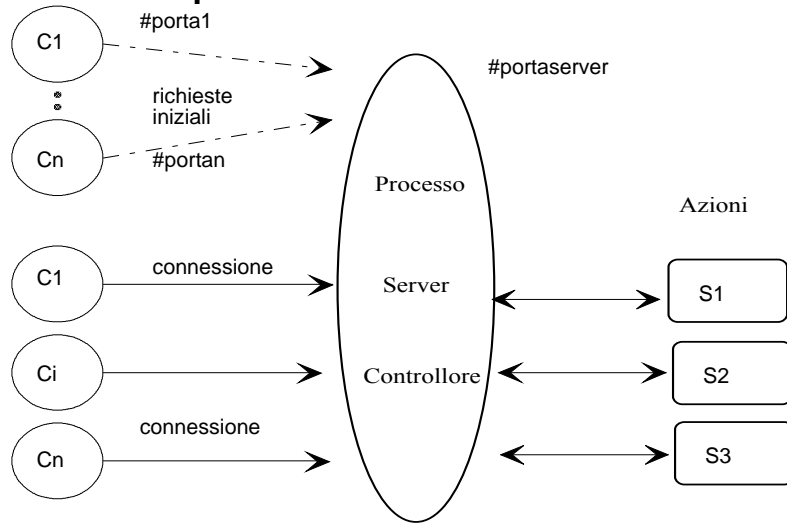 #porta1
C1
#portaserver
richieste
iniziali
Cn
#portan
Processo
Azioni
C1
connessione
Server
S1
Ci
Controllore
S2
connessione
Cn
S3